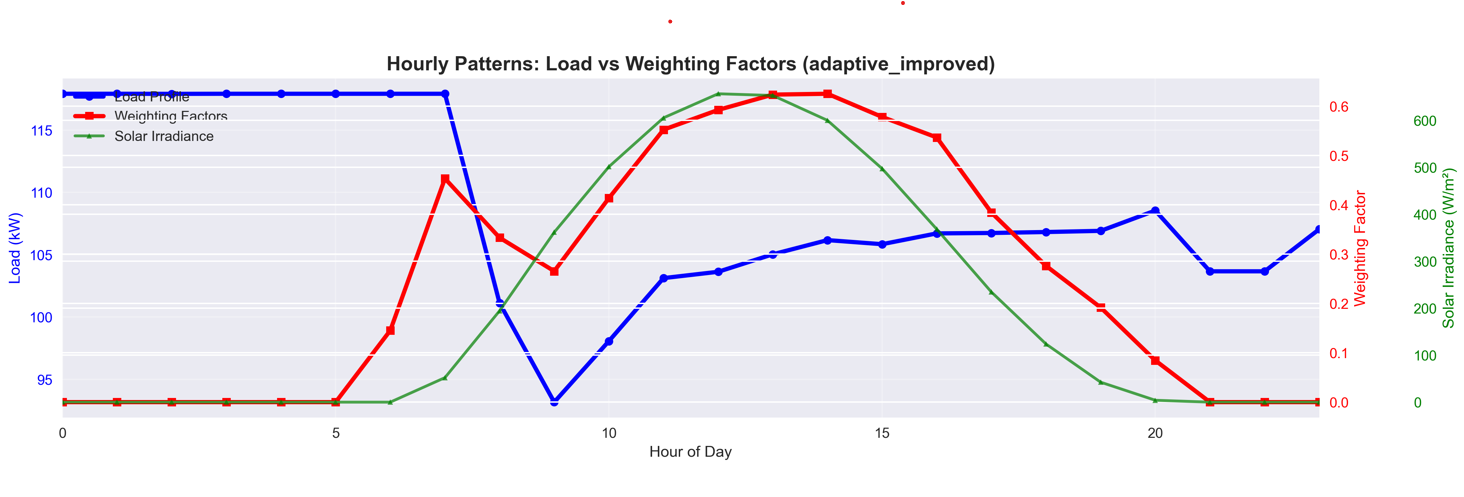 Hourly Patterns: Load vs Weighting Factors (adaptive_improved)
Load Profile
Weighting Factors
Solar Irradiance
115
110
105
100
95
Load (kW)
0.6
0.5
0.4
0.3
0.2
0.1
0.0
Weighting Factor
600
500
400
300
200
100
0
Solar Irradiance (W/m²)
0 5 10 15 20
Hour of Day